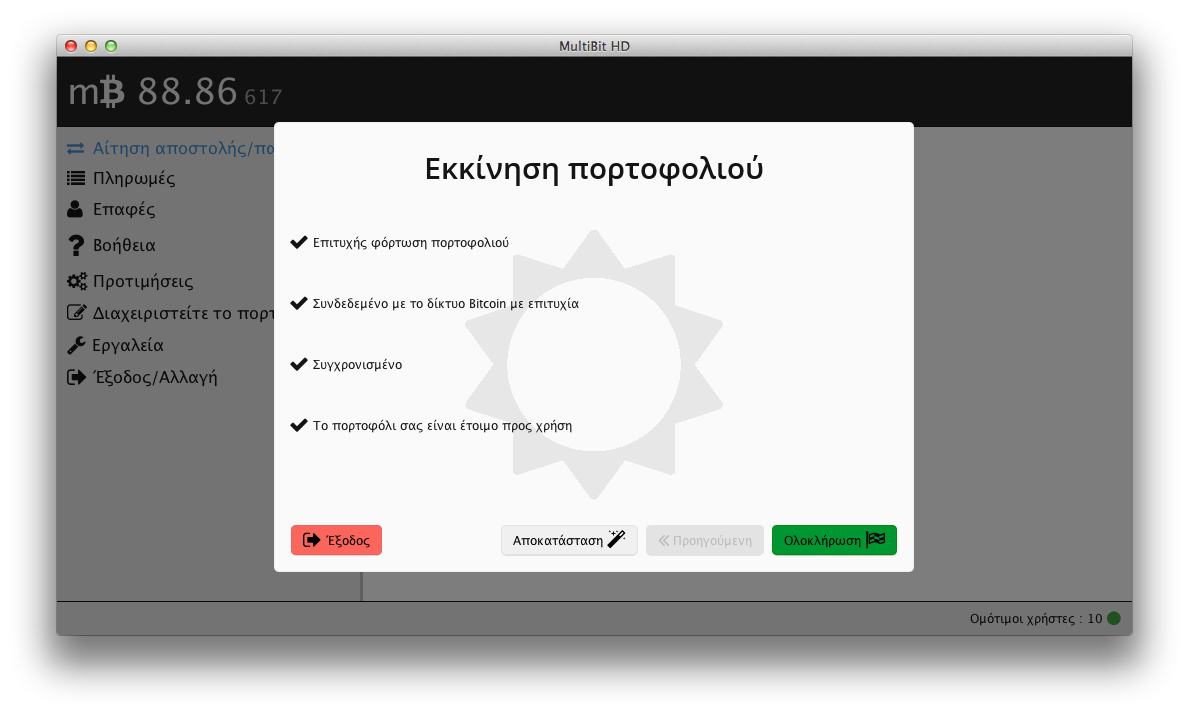 MultiBit HD
m₿ 88.86 617
Αίτηση αποστολής/πα
Πληρωμές
Επαφές
Βοήθεια
Προτιμήσεις
Διαχειριστείτε το πορτ
Εργαλεία
Έξοδος/Αλλαγή
Εκκίνηση πορτοφολιού
Επιτυχής φόρτωση πορτοφολιού
Συνδεδεμένο με το δίκτυο Bitcoin με επιτυχία
Συγχρονισμένο
Το πορτοφόλι σας είναι έτοιμο προς χρήση
Έξοδος
Αποκατάσταση
Προηγούμενη
Ολοκλήρωση
Ομότιμοι χρήστες : 10